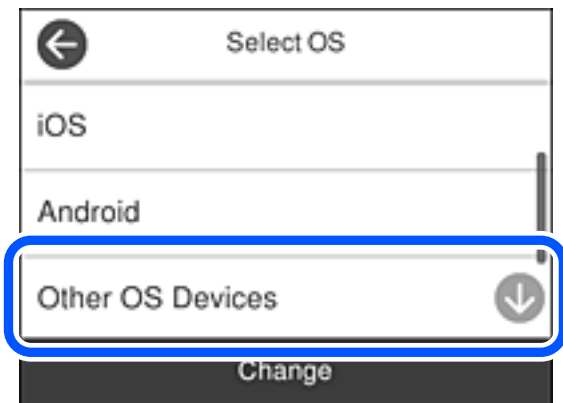 Select OS
iOS
Android
Other OS Devices
Change